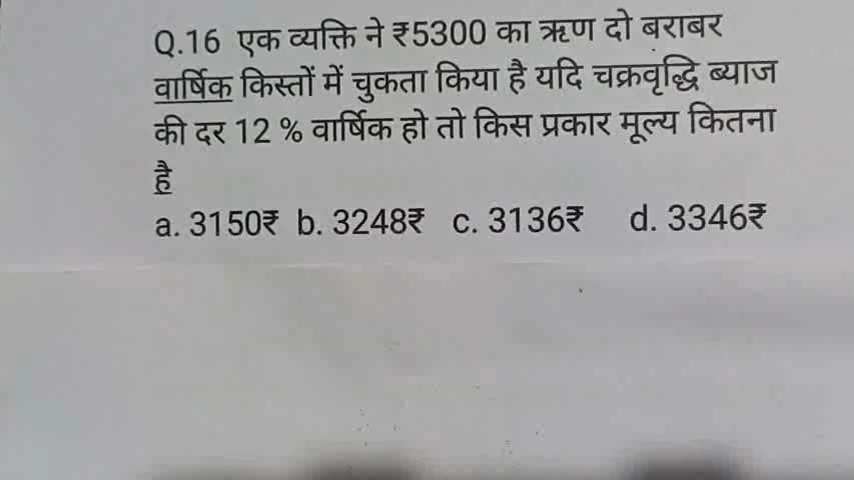 Q.16 एक व्यक्ति ने ₹5300 का ऋण दो बराबर
वार्षिक किस्तों में चुकता किया है यदि चक्रवृद्धि ब्याज
की दर 12 % वार्षिक हो तो किस प्रकार मूल्य कितना
है
a. 3150₹ b. 3248₹ c. 3136₹ d. 3346₹